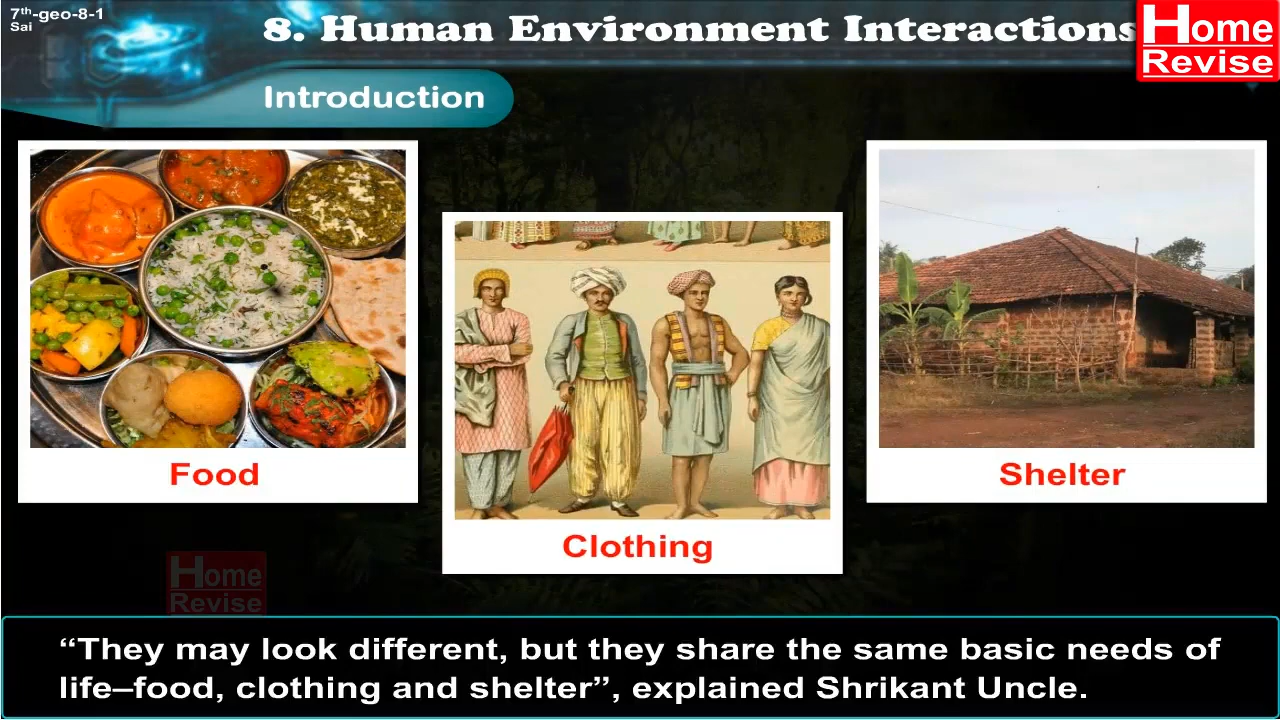 7th-geo-8-1
Sai
8. Human Environment Interactions
Home
Revise
Introduction
Food
Clothing
Shelter
Home
Revise
“They may look different, but they share the same basic needs of
life–food, clothing and shelter”, explained Shrikant Uncle.